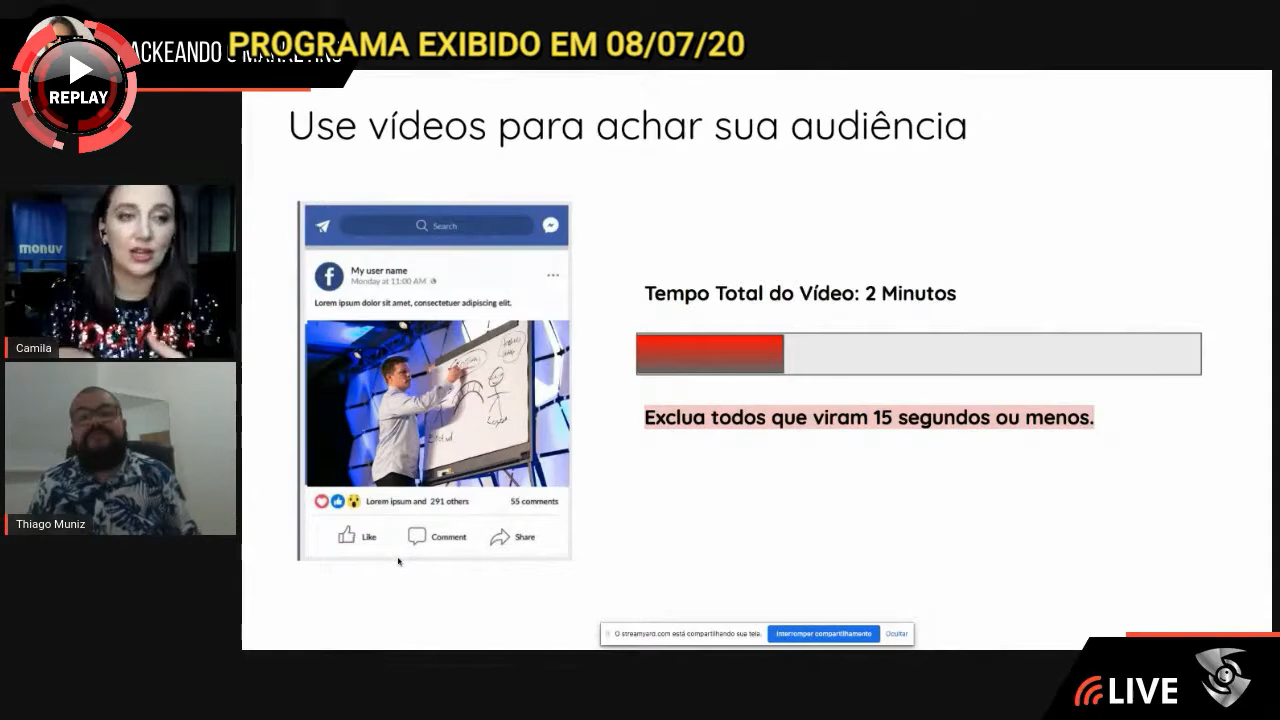 PROGRAMA EXIBIDO EM 08/07/20
REPLAY
Use vídeos para achar sua audiência
monuv
Camila
Thiago Muniz
Search
My user name
Monday at 11:00 AM
Lorem ipsum dolor sit amet, consectetuer adipiscing elit.
Lorem ipsum and 291 others
55 comments
Like
Comment
Share
Tempo Total do Vídeo: 2 Minutos
Exclua todos que viram 15 segundos ou menos.
O streamyard.com está compartilhando sua tela.
Interromper compartilhamento
Ocultar
LIVE